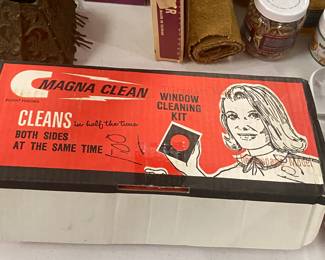 MAGNA CLEAN
CLEANS in half the time
BOTH SIDES
AT THE SAME TIME
WINDOW
CLEANING
KIT